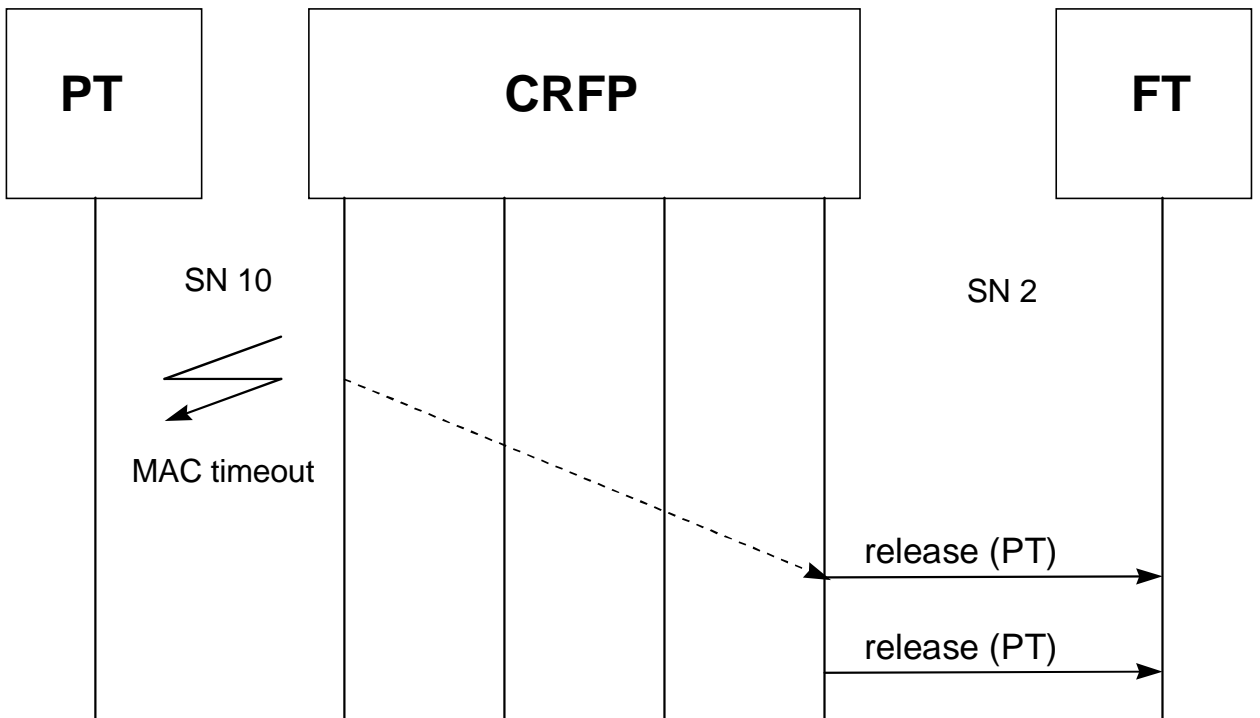 PT
CRFP
FT
SN 10
SN 2
MAC timeout
release (PT)
release (PT)